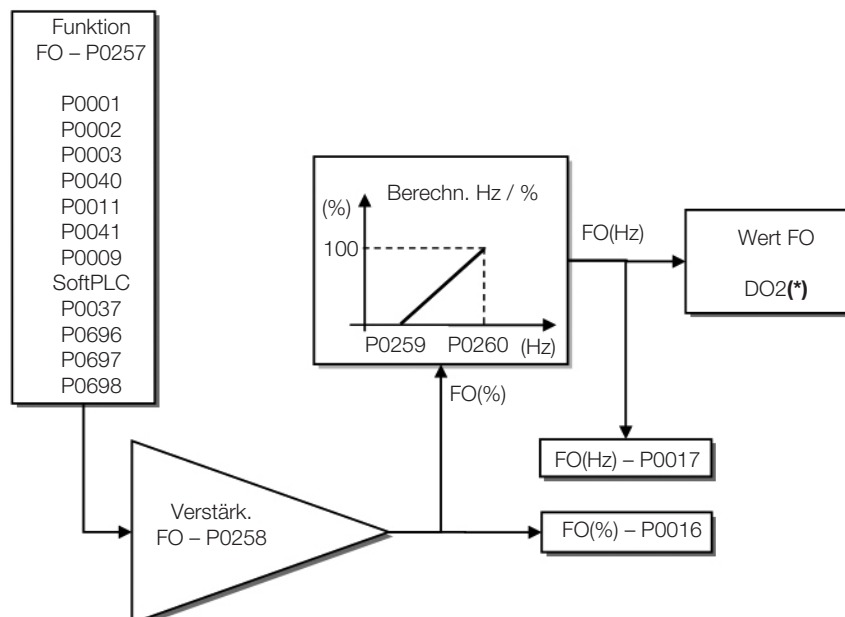 Funktion
FO – P0257
P0001
P0002
P0003
P0040
P0011
P0041
P0009
SoftPLC
P0037
P0696
P0697
P0698
Berechn. Hz / %
(%)
100
P0259 P0260 (Hz)
FO(Hz)
Wert FO
DO2(*)
FO(%)
FO(Hz) – P0017
Verstärk.
FO – P0258
FO(%) – P0016